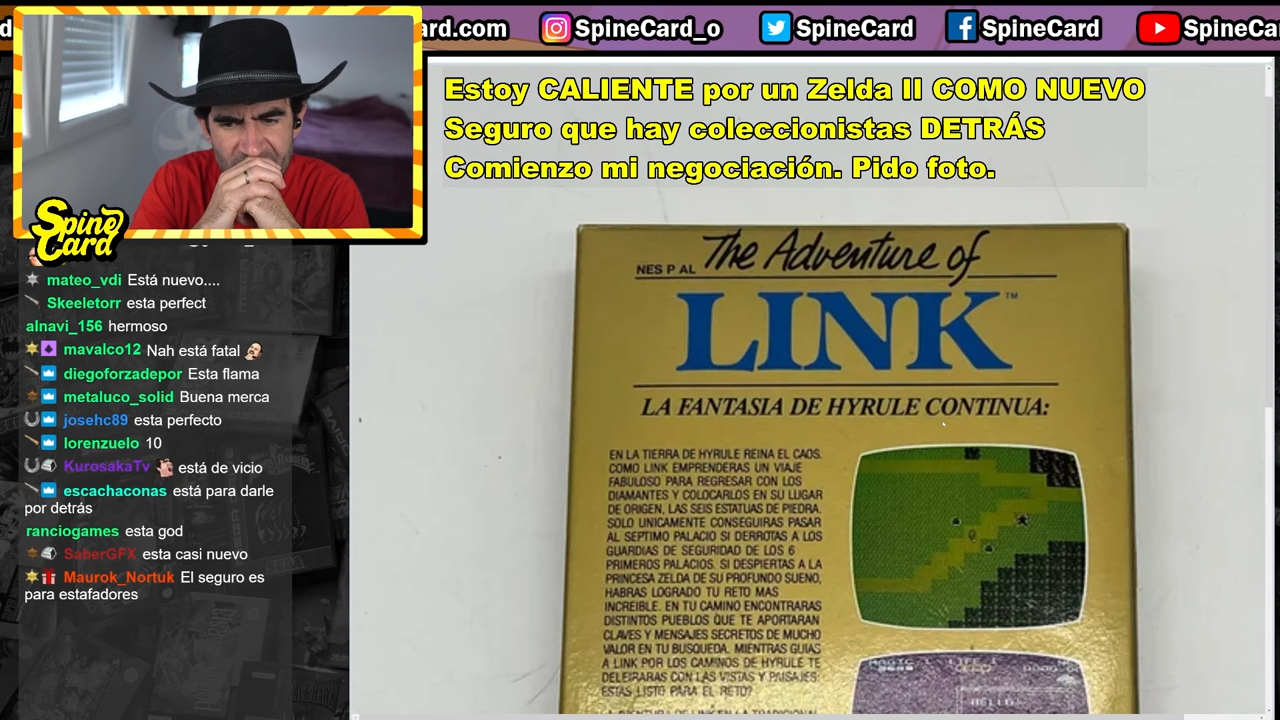 ard.com
SpineCard_o
SpineCard
SpineCard
SpineCa
Estoy CALIENTE por un Zelda II COMO NUEVO
Seguro que hay coleccionistas DETRÁS
Comienzo mi negociación. Pido foto.
Spine
Card
mateo_vdi Está nuevo....
Skeeletorr esta perfect
alnavi_156 hermoso
mavalco12 Nah está fatal
diegoforzadepor Esta flama
metaluco_solid Buena merca
josehc89 esta perfecto
lorenzuelo 10
KurosakaTv está de vicio
escachaconas está para darle
por detrás
ranciogames esta god
SaberGFX esta casi nuevo
Maurok_Nortuk El seguro es
para estafadores
NES P AL The Adventure of
LINK™
LA FANTASIA DE HYRULE CONTINUA:
EN LA TIERRA DE HYRULE REINA EL CAOS.
COMO LINK EMPRENDERAS UN VIAJE
FABULOSO PARA REGRESAR CON LOS
DIAMANTES Y COLOCARLOS EN SU LUGAR
DE ORIGEN, LAS SEIS ESTATUAS DE PIEDRA.
SOLO UNICAMENTE CONSEGUIRAS PASAR
AL SEPTIMO PALACIO SI DERROTAS A LOS
GUARDIAS DE SEGURIDAD DE LOS 6
PRIMEROS PALACIOS. SI DESPIERTAS A LA
PRINCESA ZELDA DE SU PROFUNDO SUEÑO,
HABRAS LOGRADO TU RETO MAS
INCREIBLE. EN TU CAMINO ENCONTRARAS
DISTINTOS PUEBLOS QUE TE APORTARAN
CLAVES Y MENSAJES SECRETOS DE MUCHO
VALOR EN TU BUSQUEDA. MIENTRAS GUIAS
A LINK POR LOS CAMINOS DE HYRULE TE
DELEIRARAS CON LAS VISTAS Y PAISAJES:
ESTAS LISTO PARA EL RETO?
HELLO